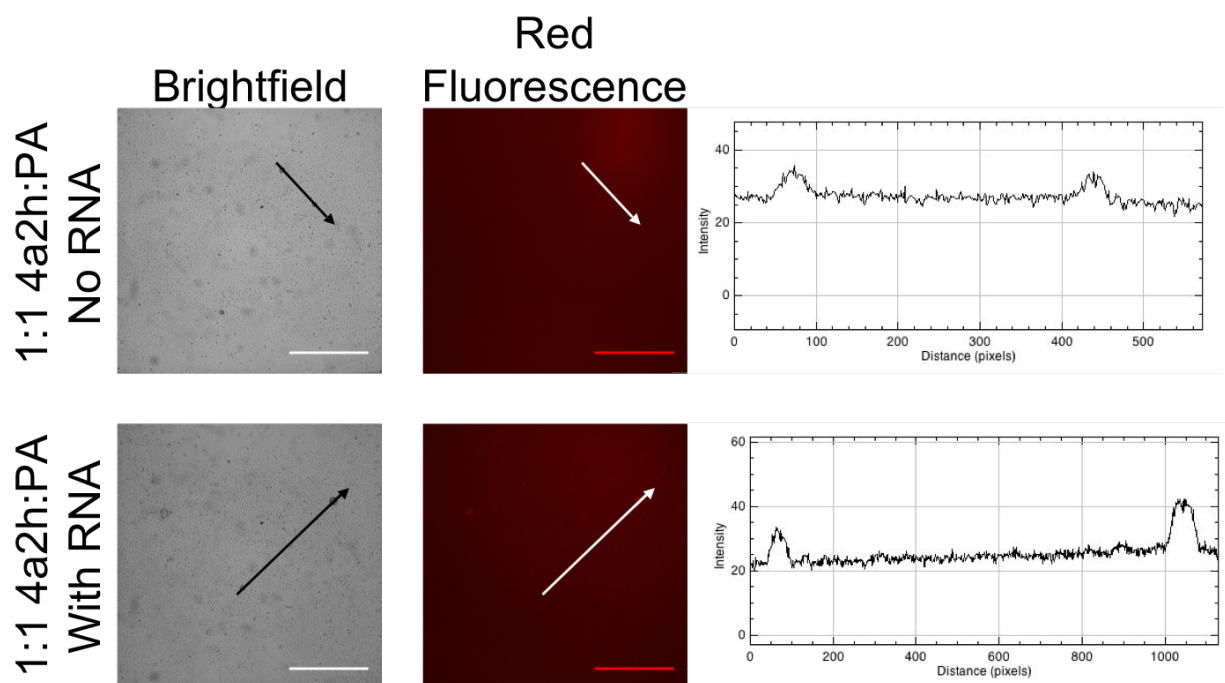 Red
Brightfield Fluorescence
1:1 4a2h:PA
No RNA
40
20
0
Intensity
0 100 200 300 400 500
Distance (pixels)
1:1 4a2h:PA
With RNA
60
40
20
0
Intensity
0 200 400 600 800 1000
Distance (pixels)